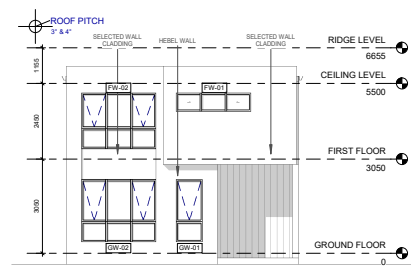 ROOF PITCH
3° & 4°
SELECTED WALL
CLADDING
HEBEL WALL
SELECTED WALL
CLADDING
RIDGE LEVEL
6655
1155
CEILING LEVEL
5500
FW-02
FW-01
2450
FIRST FLOOR
3050
3050
GW-02
GW-01
GROUND FLOOR
0